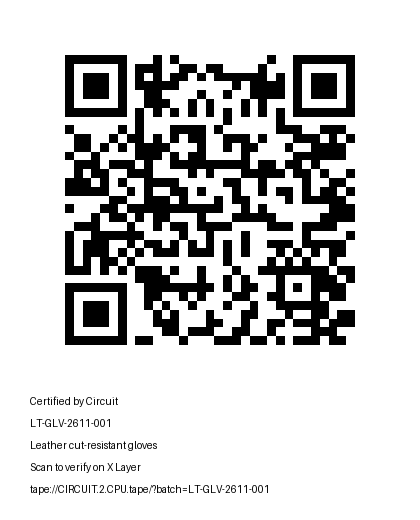 Certified by Circuit
LT-GLV-2611-001
Leather cut-resistant gloves
Scan to verify on X Layer
tape://CIRCUIT.2.CPU.tape/?batch=LT-GLV-2611-001